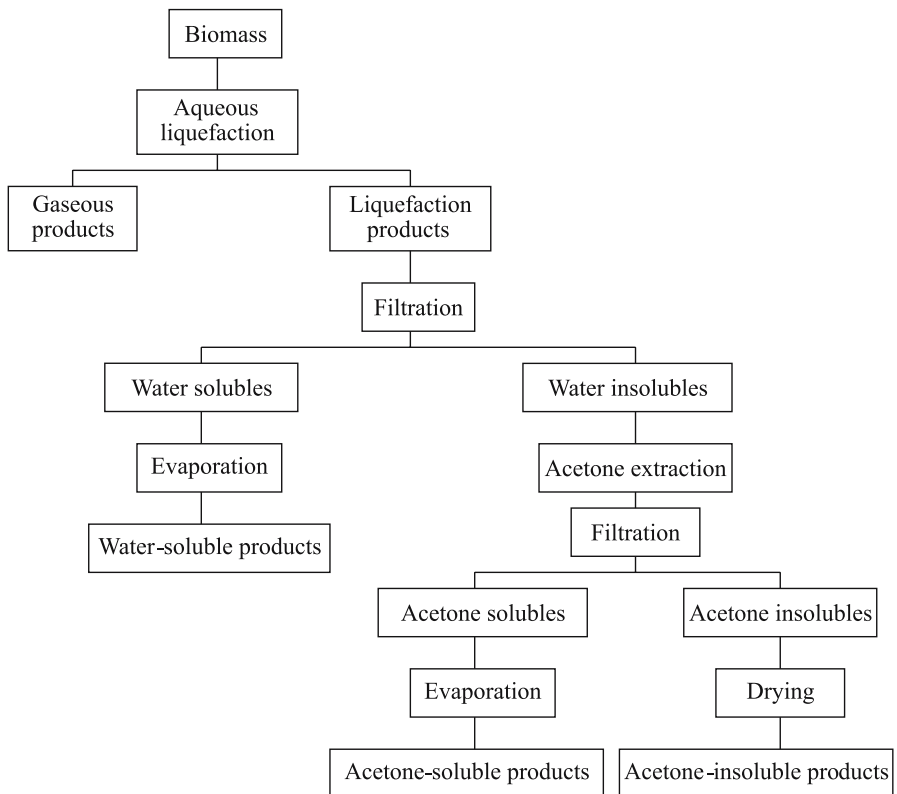 Biomass
Aqueous
liquefaction
Gaseous
products
Liquefaction
products
Filtration
Water solubles
Water insolubles
Evaporation
Acetone extraction
Water-soluble products
Filtration
Acetone solubles
Acetone insolubles
Evaporation
Drying
Acetone-soluble products
Acetone-insoluble products